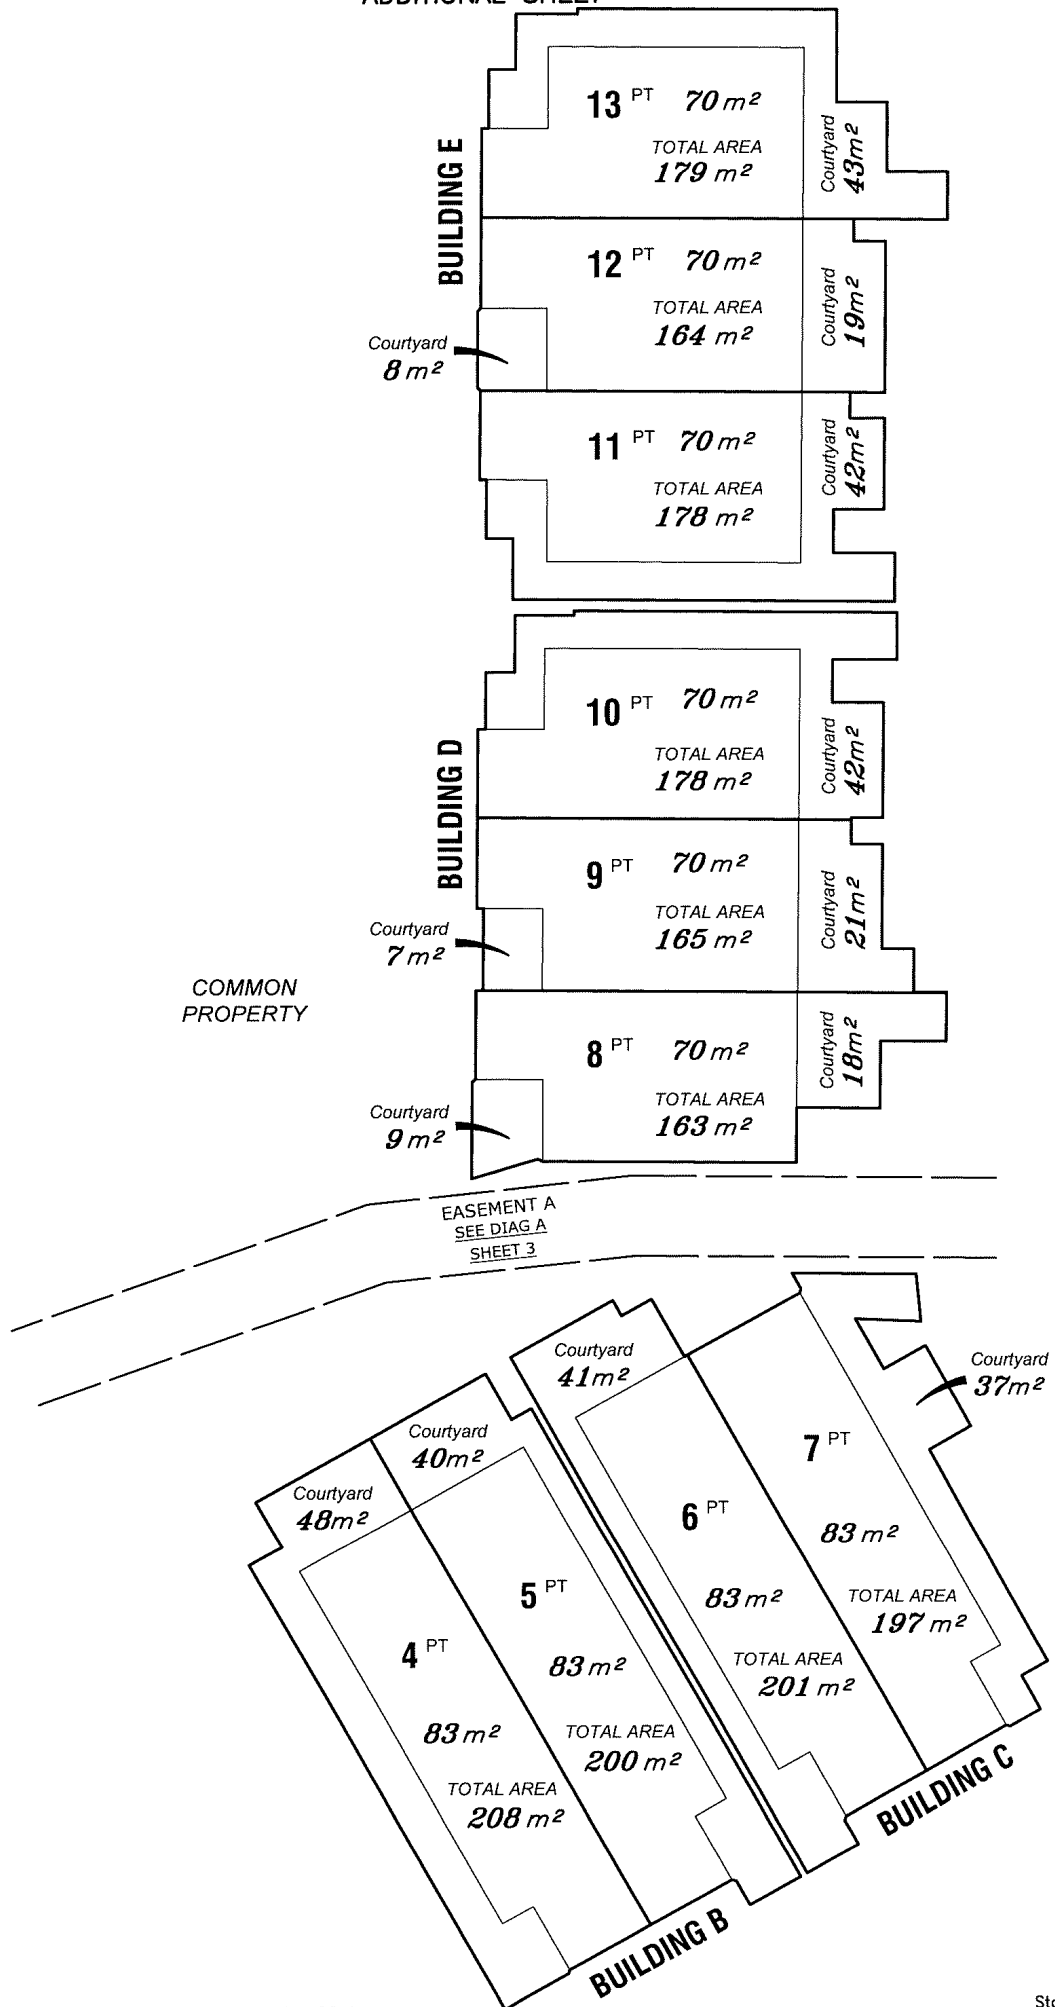 ADDITIONAL SHEET
BUILDING E
13 PT 70 m²
TOTAL AREA
179 m²
Courtyard
43m²
12 PT 70 m²
TOTAL AREA
164 m²
Courtyard
19m²
Courtyard
8 m²
11 PT 70 m²
TOTAL AREA
178 m²
Courtyard
42m²
BUILDING D
10 PT 70 m²
TOTAL AREA
178 m²
Courtyard
42m²
9 PT 70 m²
TOTAL AREA
165 m²
Courtyard
21m²
Courtyard
7 m²
COMMON
PROPERTY
8 PT 70 m²
TOTAL AREA
163 m²
Courtyard
18m²
Courtyard
9 m²
EASEMENT A
SEE DIAG A
SHEET 3
Courtyard
41m²
Courtyard
37m²
Courtyard
40m²
Courtyard
48m²
7 PT
83 m²
TOTAL AREA
197 m²
6 PT
83 m²
TOTAL AREA
201 m²
5 PT
83 m²
TOTAL AREA
200 m²
4 PT
83 m²
TOTAL AREA
208 m²
BUILDING C
BUILDING B